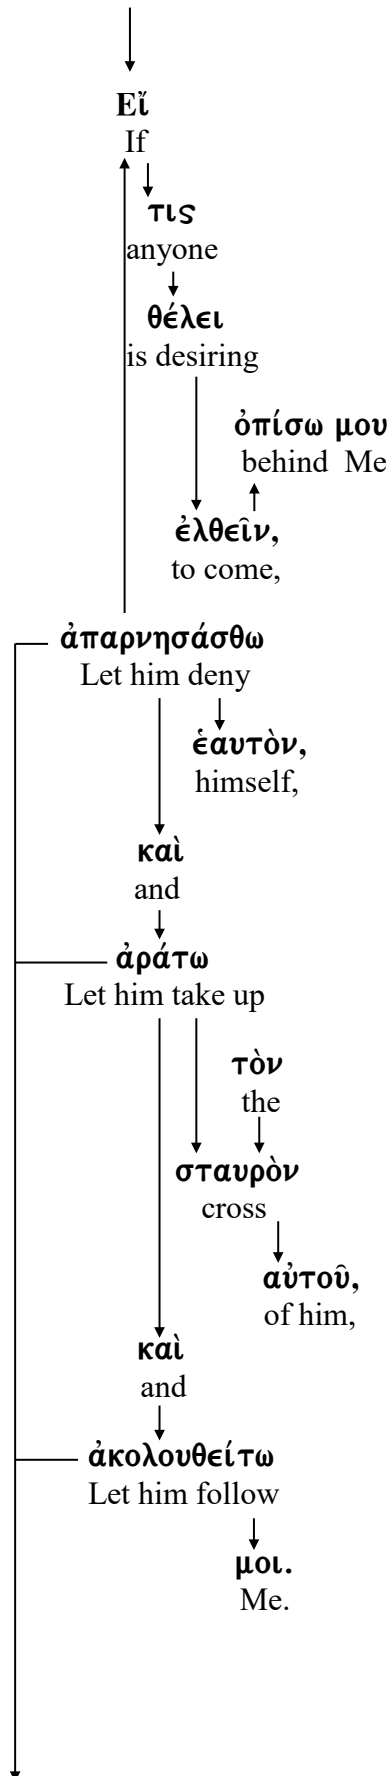 Εἴ
If
τις
anyone
θέλει
is desiring
ὀπίσω μου
behind Me
ἐλθεῖν,
to come,
ἀπαρνησάσθω
Let him deny
ἑαυτὸν,
himself,
καὶ
and
ἀράτω
Let him take up
τὸν
the
σταυρὸν
cross
αὐτοῦ,
of him,
καὶ
and
ἀκολουθείτω
Let him follow
μοι.
Me.